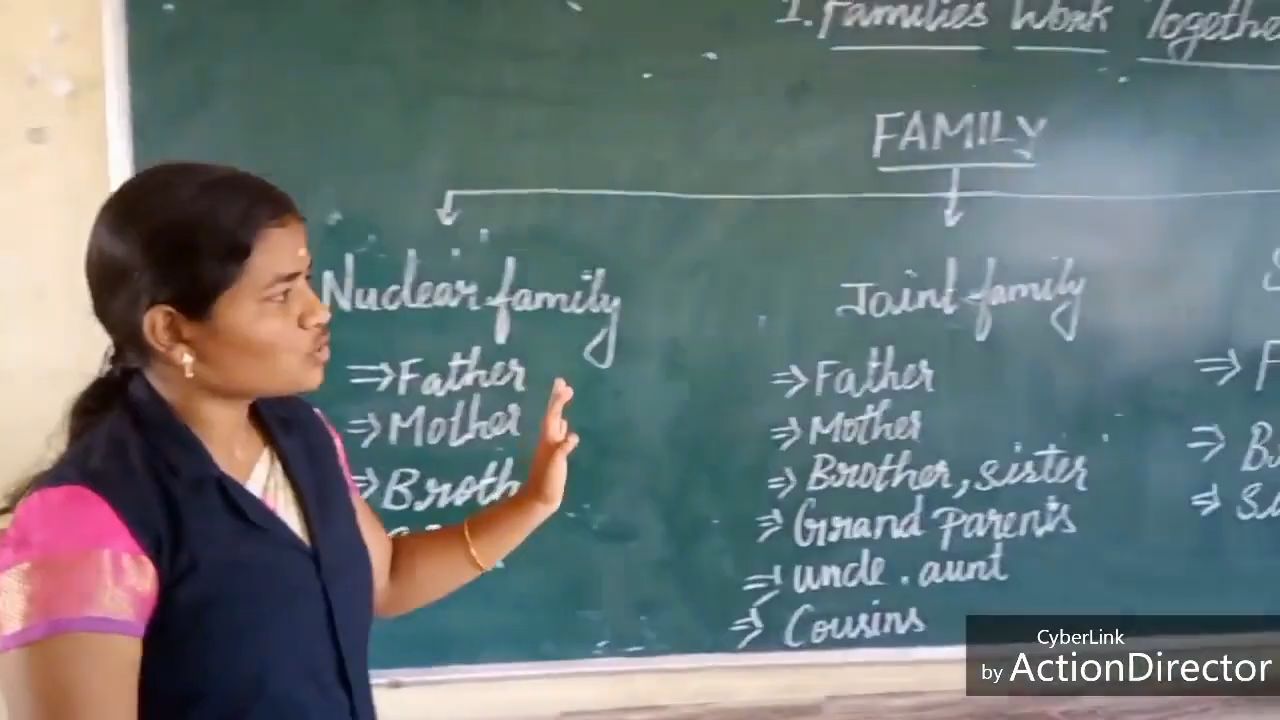 1. Families Work Together
FAMILY
Nuclear family
⇒ Father
⇒ Mother
⇒ Broth
Joint family
⇒ Father
⇒ Mother
⇒ Brother, sister
⇒ Grand Parents
⇒ uncle . aunt
⇒ Cousins
CyberLink
by ActionDirector